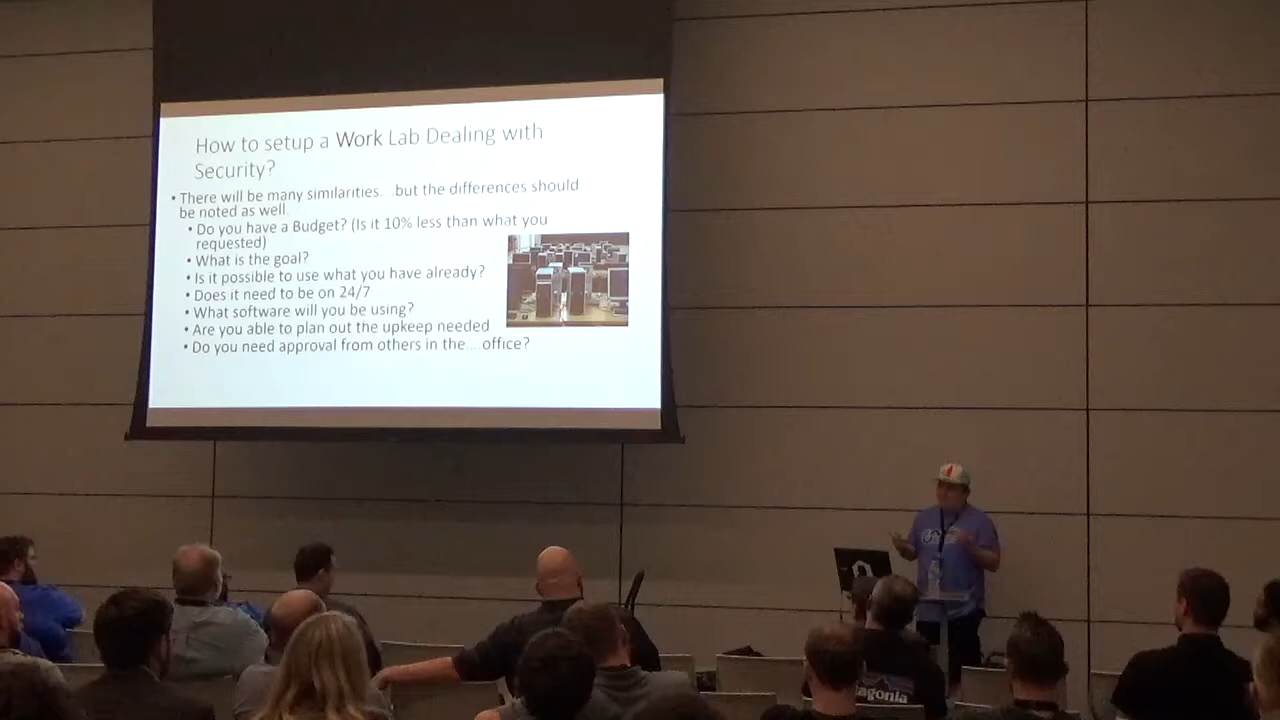 How to setup a Work Lab Dealing with
Security?
• There will be many similarities....but the differences should
be noted as well.
• Do you have a Budget? (Is it 10% less than what you
requested)
• What is the goal?
• Is it possible to use what you have already?
• Does it need to be on 24/7
• What software will you be using?
• Are you able to plan out the upkeep needed
• Do you need approval from others in the....office?
tagonia